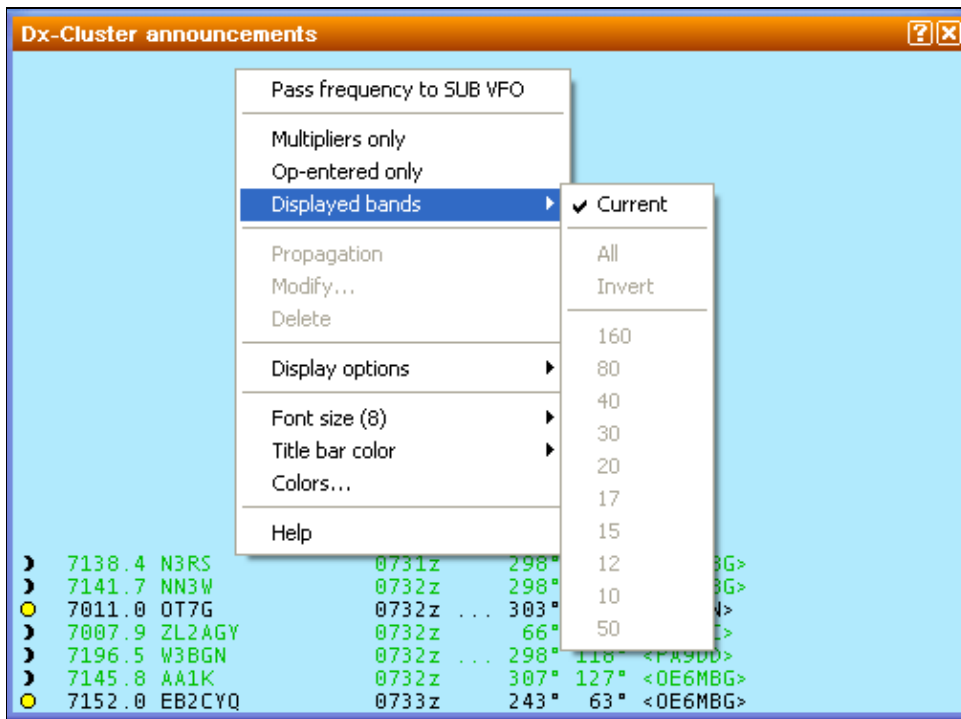 Dx-Cluster announcements
Pass frequency to SUB VFO
Multipliers only
Op-entered only
Displayed bands
Propagation
Modify...
Delete
Display options
Font size (8)
Title bar color
Colors...
Help
Current
All
Invert
160
80
40
30
20
17
15
12
10
50
7138.4 N3RS 0731z 298° BG>
7141.7 NN3W 0732z 298° BG>
7011.0 OT7G 0732z ... 303°
7007.9 ZL2AGY 0732z 66°
7196.5 W3BGN 0732z ... 298° 118° <PA9DD>
7145.8 AA1K 0732z 307° 127° <OE6MBG>
7152.0 EB2CYQ 0733z 243° 63° <OE6MBG>